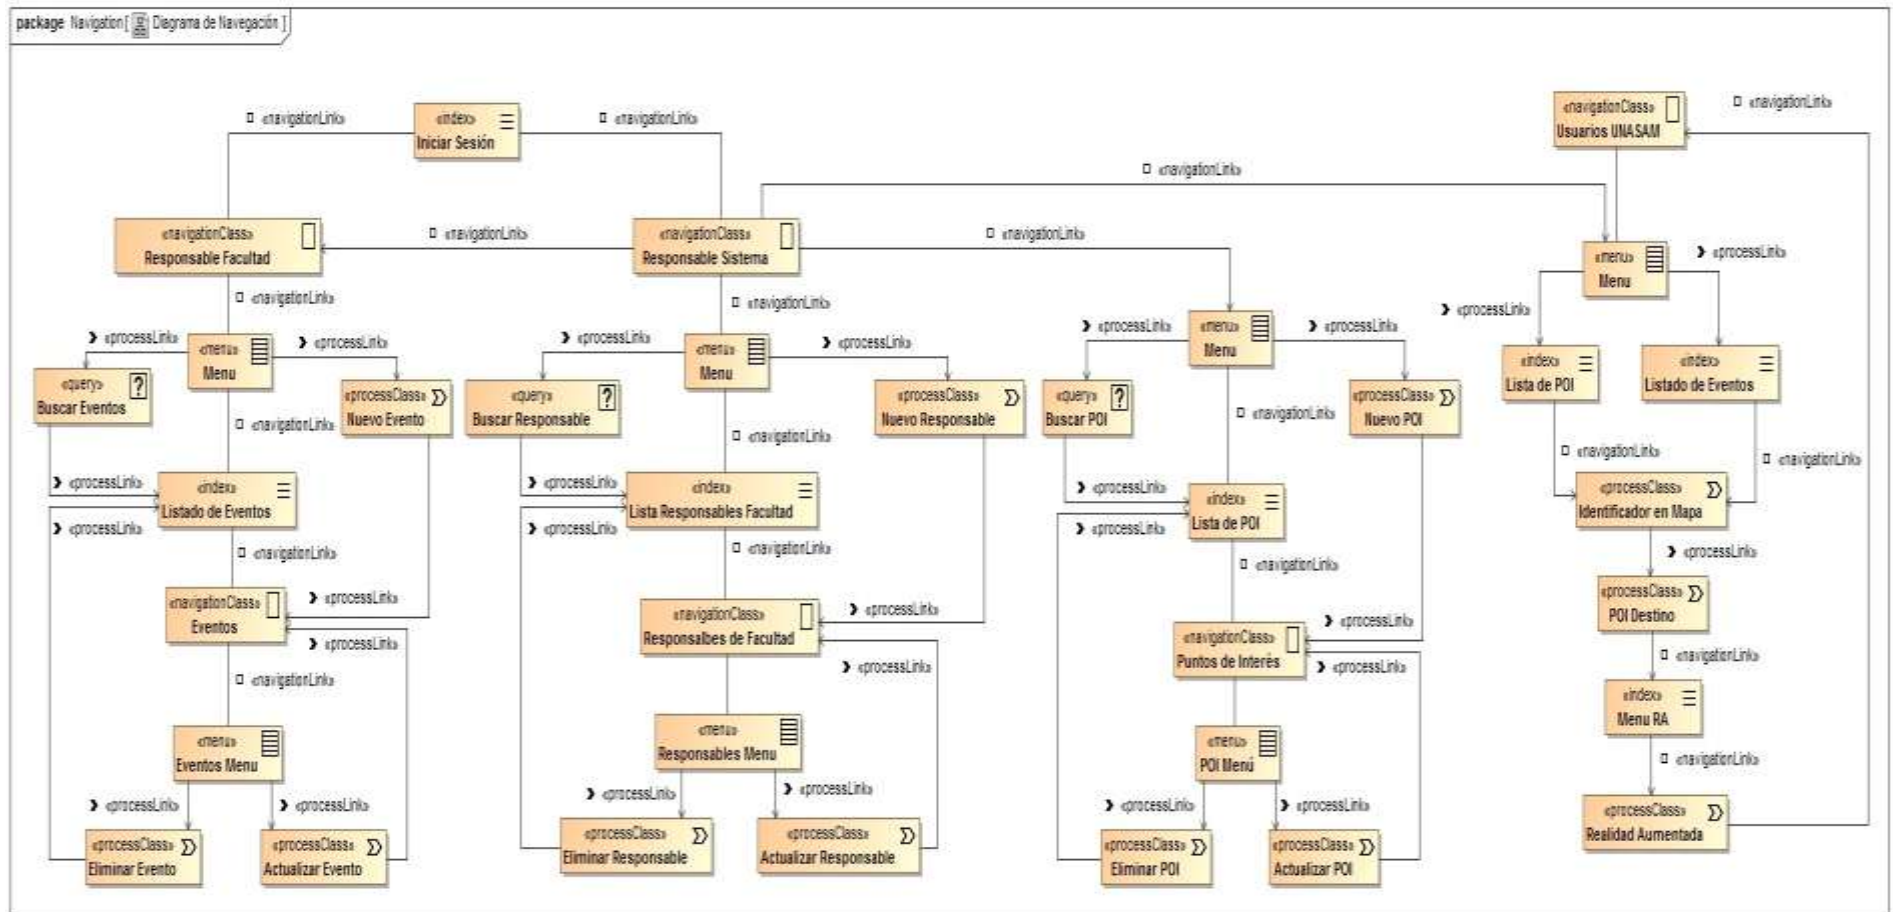 package Navigation [ Diagrama de Navegación ]
«index»
Iniciar Sesión
«navigationLink»
«navigationLink»
«navigationClass»
Usuarios UNASAM
«navigationLink»
«navigationLink»
«navigationClass»
Responsable Facultad
«navigationLink»
«navigationClass»
Responsable Sistema
«navigationLink»
«menu»
Menu
«processLink»
«processLink»
«navigationLink»
«navigationLink»
«processLink»
«menu»
Menu
«processLink»
«processLink»
«menu»
Menu
«processLink»
«processLink»
«menu»
Menu
«processLink»
«index»
Lista de POI
«index»
Listado de Eventos
«query»
Buscar Eventos
«processClass»
Nuevo Evento
«query»
Buscar Responsable
«processClass»
Nuevo Responsable
«query»
Buscar POI
«processClass»
Nuevo POI
«navigationLink»
«navigationLink»
«navigationLink»
«navigationLink»
«navigationLink»
«processLink»
«index»
Listado de Eventos
«processLink»
«processLink»
«index»
Lista Responsables Facultad
«processLink»
«processLink»
«index»
Lista de POI
«processLink»
«processClass»
Identificador en Mapa
«navigationLink»
«navigationLink»
«navigationLink»
«processLink»
«navigationClass»
Eventos
«processLink»
«processLink»
«navigationClass»
Responsalbes de Facultad
«processLink»
«processLink»
«navigationClass»
Puntos de Interés
«processLink»
«processLink»
«processClass»
POI Destino
«navigationLink»
«navigationLink»
«index»
Menu RA
«navigationLink»
«menu»
Eventos Menu
«menu»
Responsables Menu
«menu»
POI Menú
«processLink»
«processLink»
«processLink»
«processLink»
«processLink»
«processLink»
«processClass»
Eliminar Evento
«processClass»
Actualizar Evento
«processClass»
Eliminar Responsable
«processClass»
Actualizar Responsable
«processClass»
Eliminar POI
«processClass»
Actualizar POI
«processClass»
Realidad Aumentada